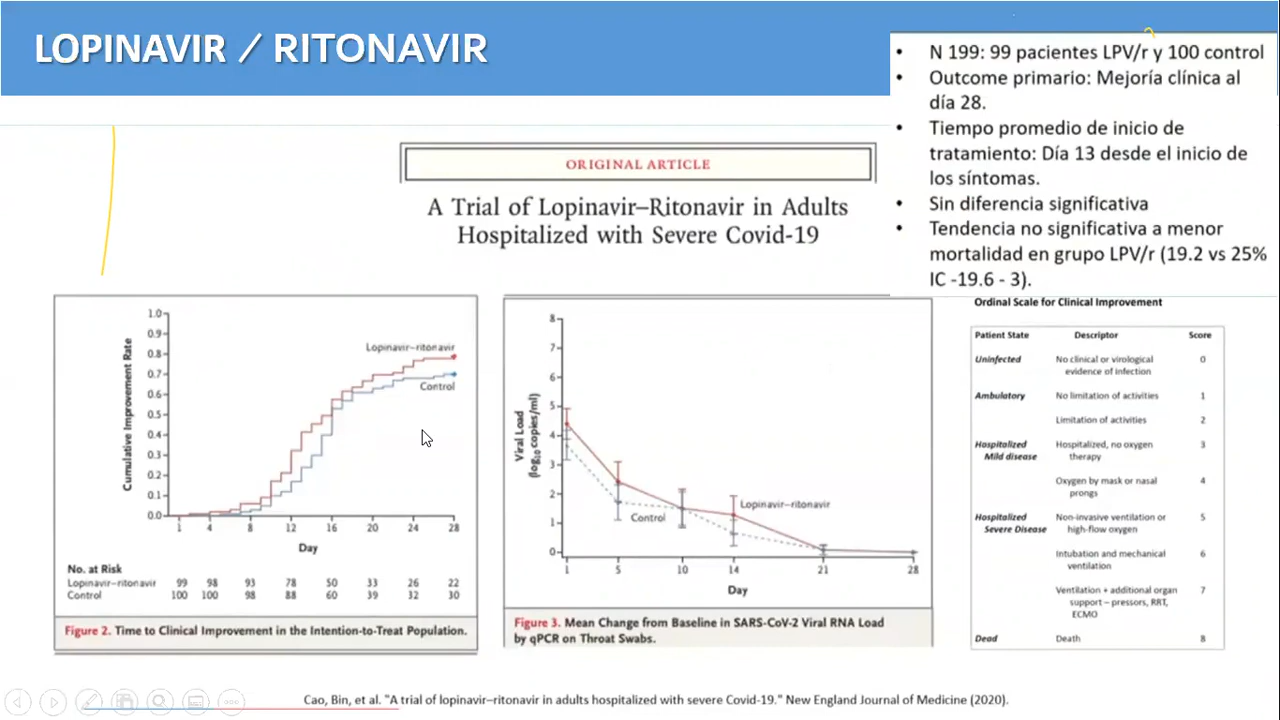 LOPINAVIR / RITONAVIR
• N 199: 99 pacientes LPV/r y 100 control
• Outcome primario: Mejoría clínica al
día 28.
• Tiempo promedio de inicio de
tratamiento: Día 13 desde el inicio de
los síntomas.
• Sin diferencia significativa
• Tendencia no significativa a menor
mortalidad en grupo LPV/r (19.2 vs 25%
IC -19.6 - 3).
ORIGINAL ARTICLE
A Trial of Lopinavir–Ritonavir in Adults
Hospitalized with Severe Covid-19
Cumulative Improvement Rate
1.0
0.9
0.8
0.7
0.6
0.5
0.4
0.3
0.2
0.1
0.0
Lopinavir–ritonavir
Control
1 4 8 12 16 20 24 28
Day
No. at Risk
Lopinavir–ritonavir 99 98 93 78 50 33 26 22
Control 100 100 98 88 60 39 32 30
Figure 2. Time to Clinical Improvement in the Intention-to-Treat Population.
Viral Load
(log10 copies/ml)
8
7
6
5
4
3
2
1
0
Lopinavir–ritonavir
Control
1 5 10 14 21 28
Day
Figure 3. Mean Change from Baseline in SARS-CoV-2 Viral RNA Load
by qPCR on Throat Swabs.
Ordinal Scale for Clinical Improvement
Patient State Descriptor Score
Uninfected No clinical or virological 0
evidence of infection
Ambulatory No limitation of activities 1
Limitation of activities 2
Hospitalized Hospitalized, no oxygen 3
Mild disease therapy
Oxygen by mask or nasal 4
prongs
Hospitalized Non-invasive ventilation or 5
Severe Disease high-flow oxygen
Intubation and mechanical 6
ventilation
Ventilation + additional organ 7
support – pressors, RRT,
ECMO
Dead Death 8
Cao, Bin, et al. "A trial of lopinavir–ritonavir in adults hospitalized with severe Covid-19." New England Journal of Medicine (2020).